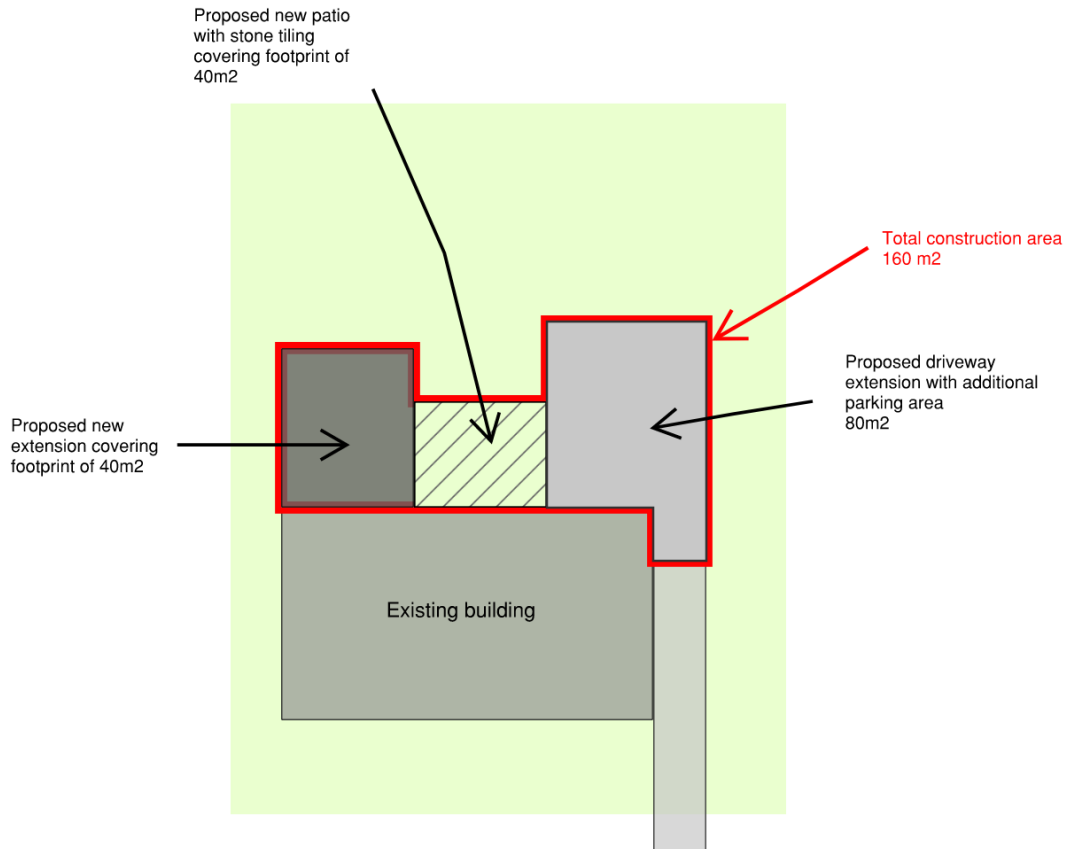 Proposed new patio
with stone tiling
covering footprint of
40m2
Total construction area
160 m2
Proposed driveway
extension with additional
parking area
80m2
Proposed new
extension covering
footprint of 40m2
Existing building